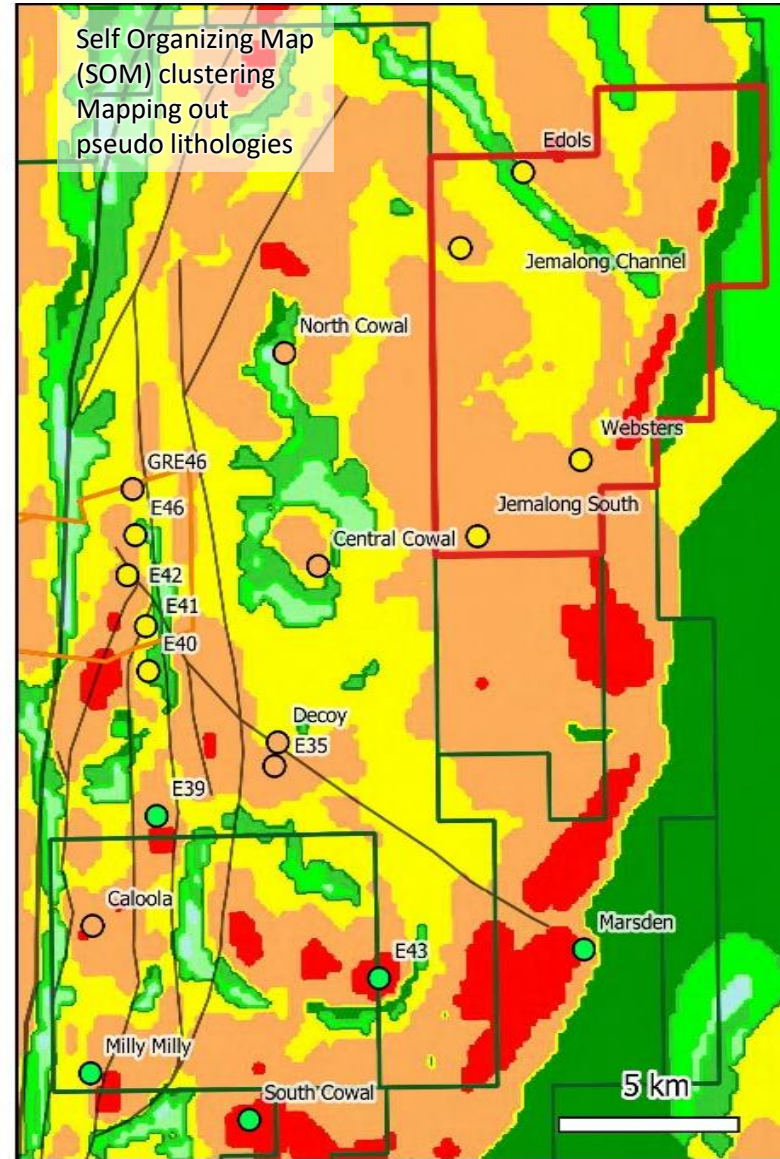 Self Organizing Map
(SOM) clustering
Mapping out
pseudo lithologies
Edols
Jemalong Channel
North Cowal
Websters
GRE46
Jemalong South
E46
Central Cowal
E42
E41
E40
Decoy
E35
E39
Caloola
Marsden
E43
Milly Milly
South Cowal
5 km